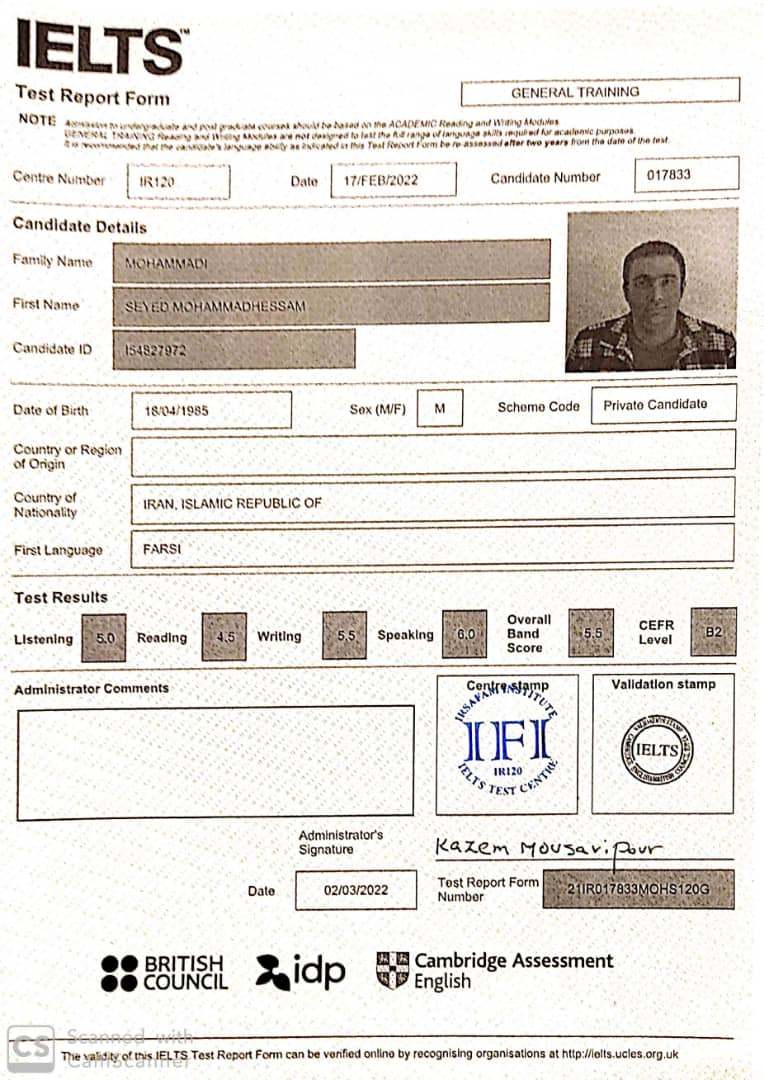 IELTS™
Test Report Form
GENERAL TRAINING
NOTE Admission to undergraduate and post graduate courses should be based on the ACADEMIC Reading and Writing Modules.
GENERAL TRAINING Reading and Writing Modules are not designed to test the full range of language skills required for academic purposes.
It is recommended that the candidate's language ability as indicated in this Test Report Form be re-assessed after two years from the date of the test.
Centre Number IR120 Date 17/FEB/2022 Candidate Number 017833
Candidate Details
Family Name MOHAMMADI
First Name SEYED MOHAMMADHESSAM
Candidate ID I54827972
Date of Birth 18/04/1985 Sex (M/F) M Scheme Code Private Candidate
Country or Region
of Origin
Country of
Nationality IRAN, ISLAMIC REPUBLIC OF
First Language FARSI
Test Results
Listening 5.0 Reading 4.5 Writing 5.5 Speaking 6.0 Overall Band Score 5.5 CEFR Level B2
Administrator Comments
Centre stamp
IRSAFAM INSTITUTE
IFI
IR120
IELTS TEST CENTRE
Validation stamp
IELTS
Administrator's
Signature
Kazem Mousavipour
Date 02/03/2022
Test Report Form
Number 21IR017833MOHS120G
BRITISH
COUNCIL
idp
Cambridge Assessment
English
CS Scanned with
CamScanner
The validity of this IELTS Test Report Form can be verified online by recognising organisations at http://ielts.ucles.org.uk